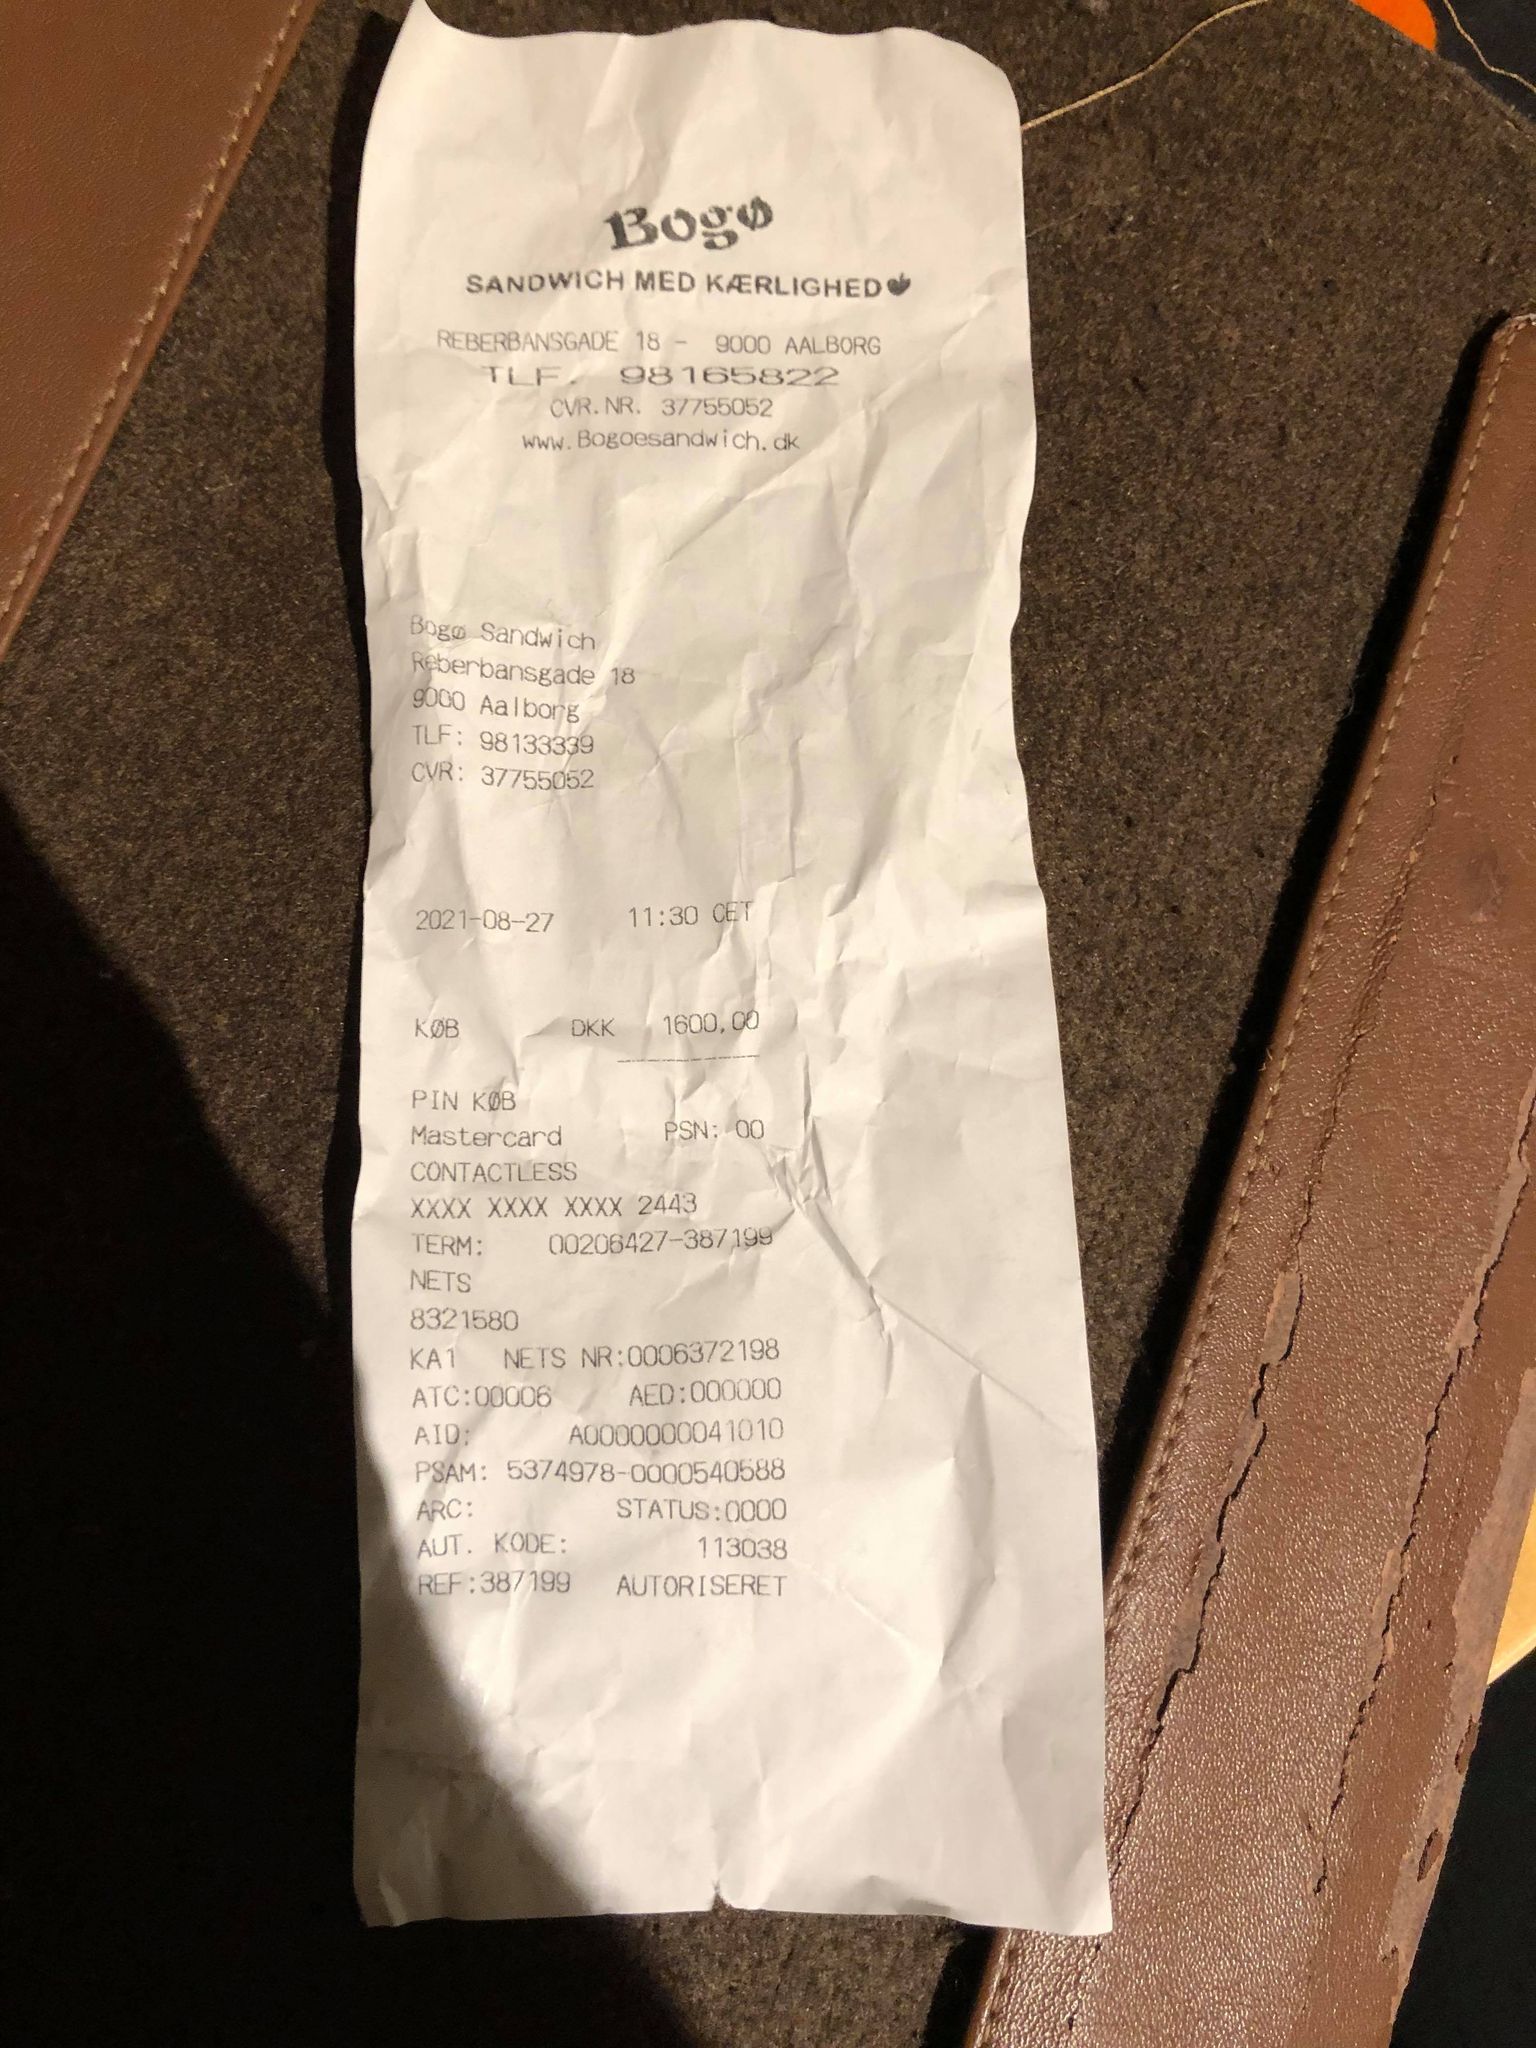 Bogø
SANDWICH MED KÆRLIGHED
REBERBANSGADE 18 - 9000 AALBORG
TLF. 98165822
CVR.NR. 37755052
www.Bogoesandwich.dk
Bogø Sandwich
Reberbansgade 18
9000 Aalborg
TLF: 98133339
CVR: 37755052
2021-08-27 11:30 CET
KØB DKK 1600,00
PIN KØB
Mastercard PSN: 00
CONTACTLESS
XXXX XXXX XXXX 2443
TERM: 00206427-387199
NETS
8321580
KA1 NETS NR:0006372198
ATC:00006 AED:000000
AID: A0000000041010
PSAM: 5374978-0000540588
ARC: STATUS:0000
AUT. KODE: 113038
REF:387199 AUTORISERET